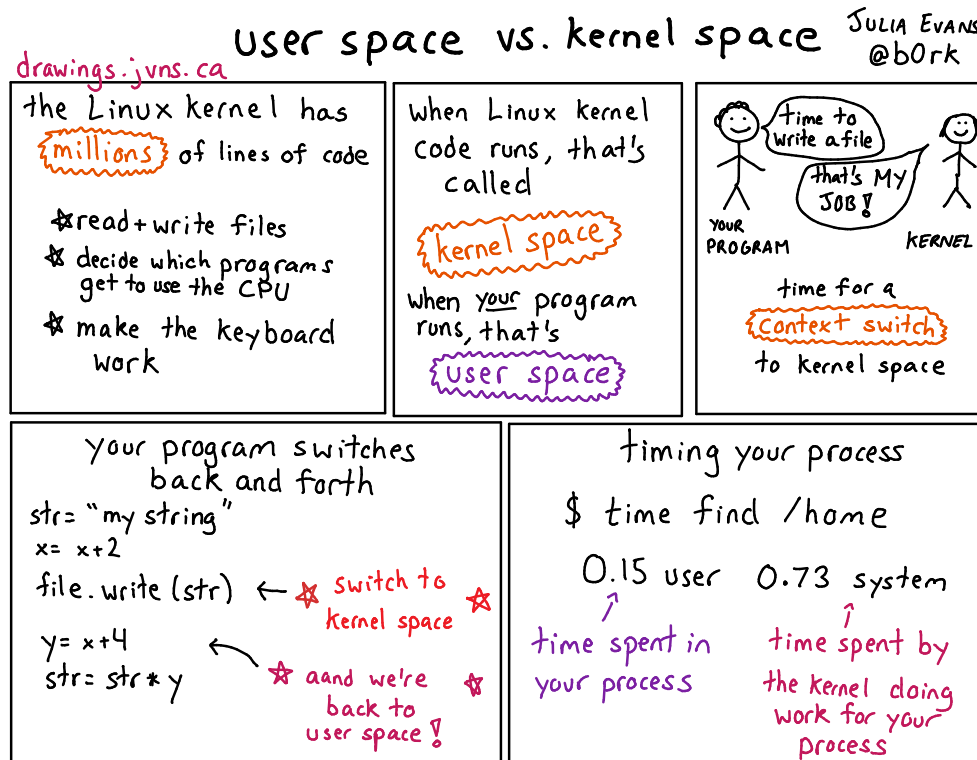 user space vs. kernel space
JULIA EVANS
@b0rk
drawings.jvns.ca
the Linux kernel has
millions of lines of code
read + write files
decide which programs
get to use the CPU
make the keyboard
work
when Linux kernel
code runs, that's
called
kernel space
when your program
runs, that's
user space
time to
write a file
that's MY
JOB!
YOUR
PROGRAM
KERNEL
time for a
context switch
to kernel space
your program switches
back and forth
str= "my string"
x= x+2
file.write(str)
switch to
kernel space
y= x+4
str= str * y
aand we're
back to
user space!
timing your process
$ time find /home
0.15 user 0.73 system
time spent in
your process
time spent by
the kernel doing
work for your
process